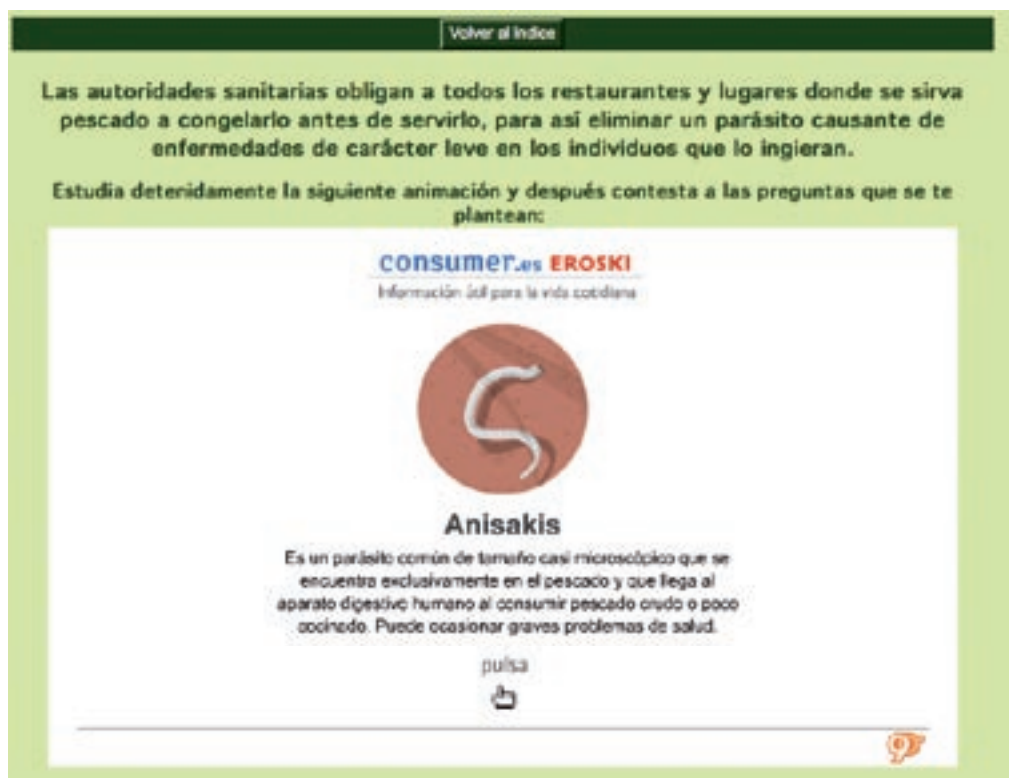 Volver al índice
Las autoridades sanitarias obligan a todos los restaurantes y lugares donde se sirva
pescado a congelarlo antes de servirlo, para así eliminar un parásito causante de
enfermedades de carácter leve en los individuos que lo ingieran.
Estudia detenidamente la siguiente animación y después contesta a las preguntas que se te
plantean:
consumer.es EROSKI
Información útil para la vida cotidiana
Anisakis
Es un parásito común de tamaño casi microscópico que se
encuentra exclusivamente en el pescado y que llega al
aparato digestivo humano al consumir pescado crudo o poco
cocinado. Puede ocasionar graves problemas de salud.
pulsa